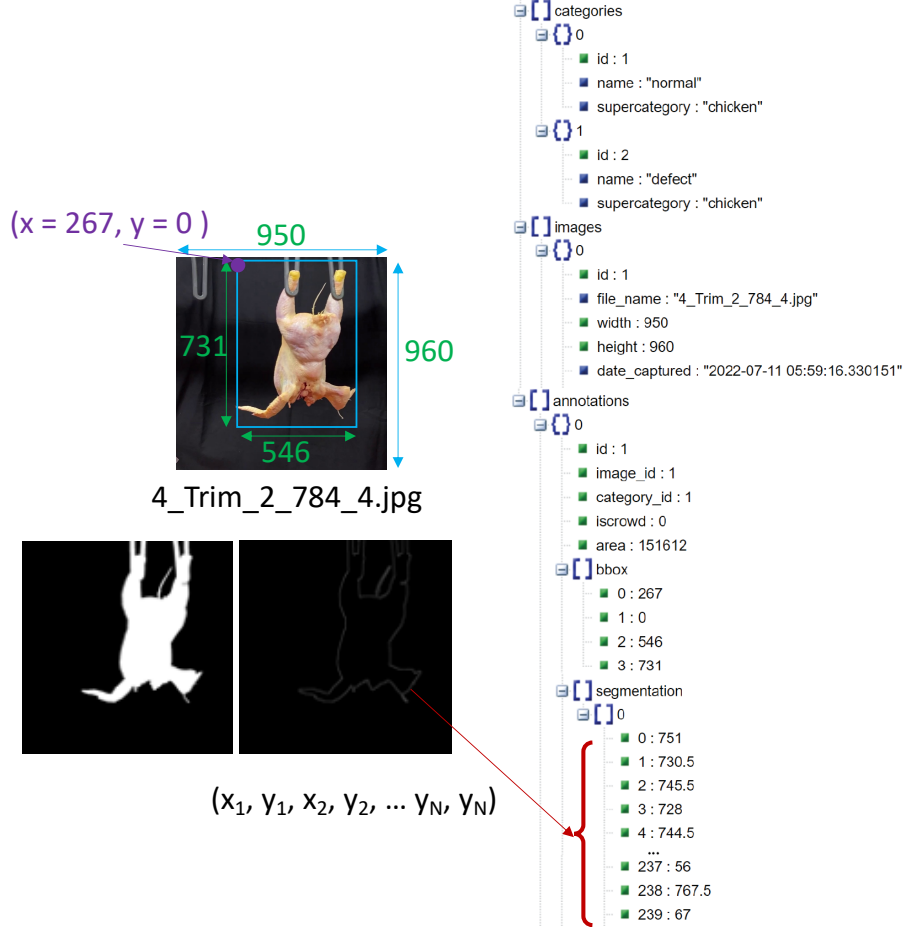 (x = 267, y = 0 )
950
731
960
546
4_Trim_2_784_4.jpg
(x₁, y₁, x₂, y₂, ... yN, yN)
categories
0
id : 1
name : "normal"
supercategory : "chicken"
1
id : 2
name : "defect"
supercategory : "chicken"
images
0
id : 1
file_name : "4_Trim_2_784_4.jpg"
width : 950
height : 960
date_captured : "2022-07-11 05:59:16.330151"
annotations
0
id : 1
image_id : 1
category_id : 1
iscrowd : 0
area : 151612
bbox
0 : 267
1 : 0
2 : 546
3 : 731
segmentation
0
0 : 751
1 : 730.5
2 : 745.5
3 : 728
4 : 744.5
...
237 : 56
238 : 767.5
239 : 67